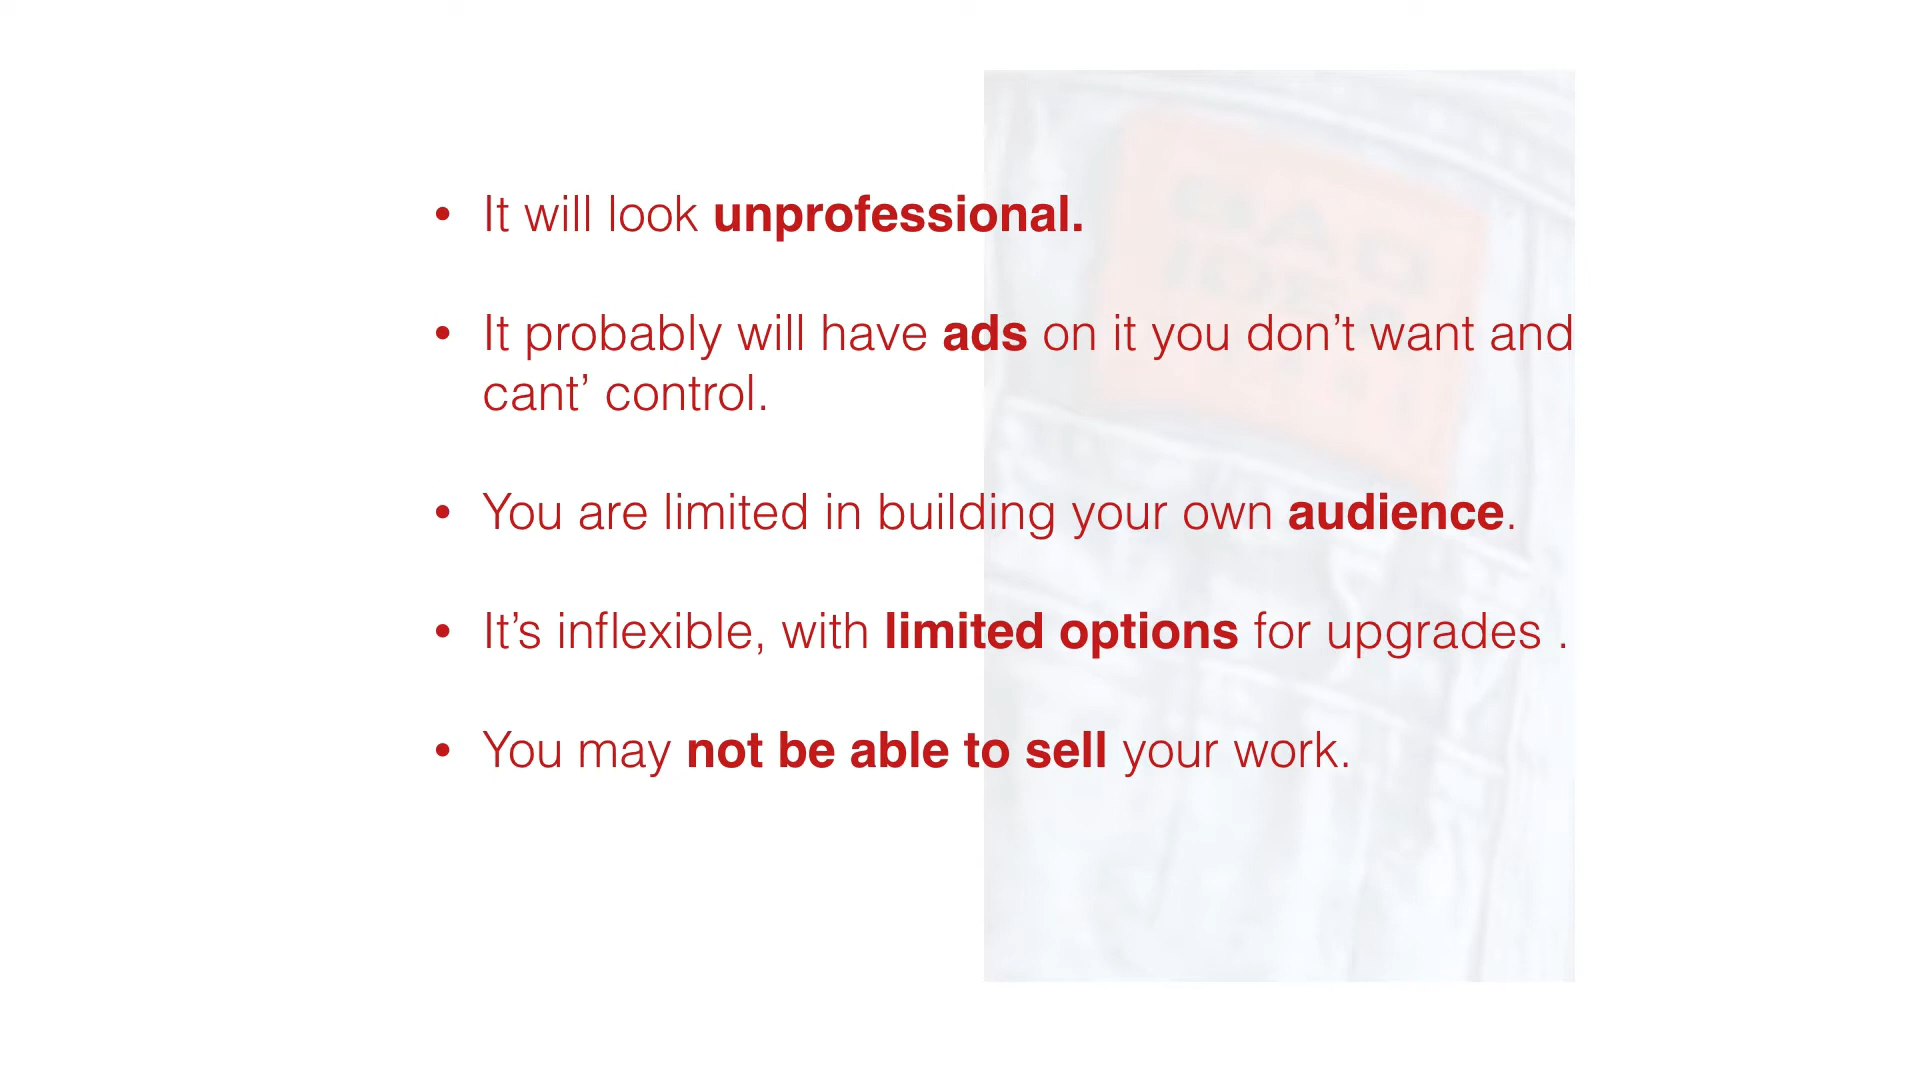 • It will look unprofessional.
• It probably will have ads on it you don’t want and
cant’ control.
• You are limited in building your own audience.
• It’s inflexible, with limited options for upgrades .
• You may not be able to sell your work.